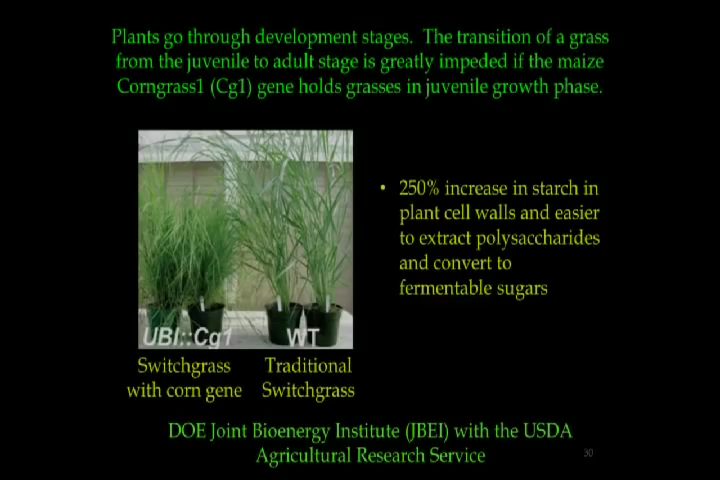 Plants go through development stages.  The transition of a grass
from the juvenile to adult stage is greatly impeded if the maize
Corngrass1 (Cg1) gene holds grasses in juvenile growth phase.
• 250% increase in starch in
plant cell walls and easier
to extract polysaccharides
and convert to
fermentable sugars
UBI::Cg1 WT
Switchgrass Traditional
with corn gene Switchgrass
DOE Joint Bioenergy Institute (JBEI) with the USDA
Agricultural Research Service
30